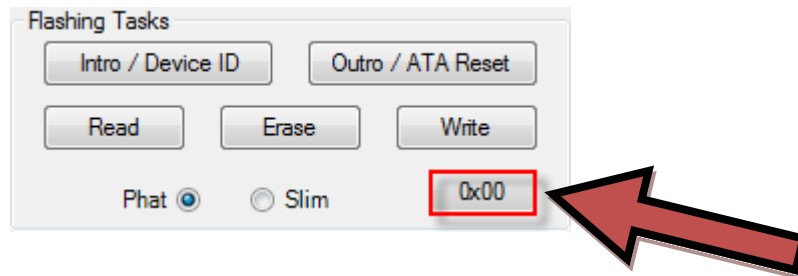 Flashing Tasks
Intro / Device ID Outro / ATA Reset
Read Erase Write
Phat Slim 0x00